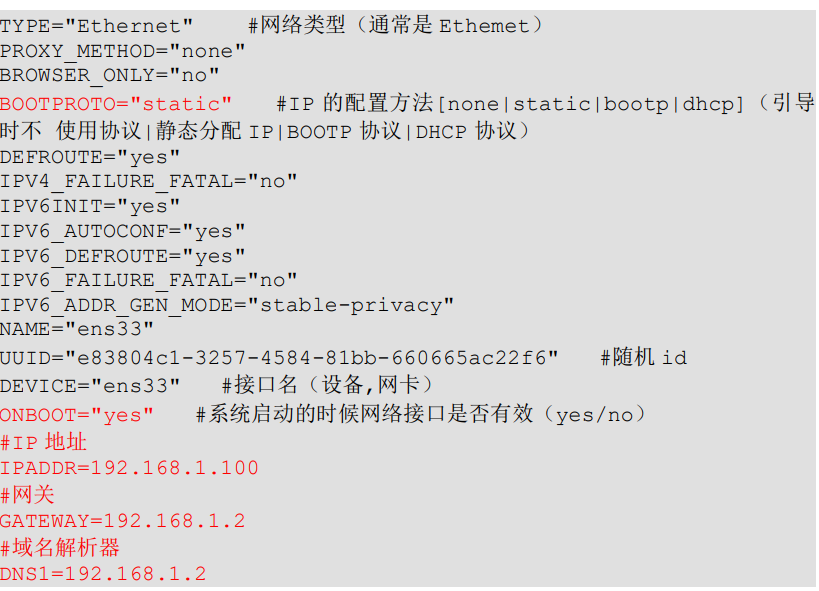 TYPE="Ethernet"    #网络类型（通常是 Ethemet）
PROXY_METHOD="none"
BROWSER_ONLY="no"
BOOTPROTO="static"   #IP 的配置方法[none|static|bootp|dhcp]（引导
时不 使用协议|静态分配 IP|BOOTP 协议|DHCP 协议）
DEFROUTE="yes"
IPV4_FAILURE_FATAL="no"
IPV6INIT="yes"
IPV6_AUTOCONF="yes"
IPV6_DEFROUTE="yes"
IPV6_FAILURE_FATAL="no"
IPV6_ADDR_GEN_MODE="stable-privacy"
NAME="ens33"
UUID="e83804c1-3257-4584-81bb-660665ac22f6"   #随机 id
DEVICE="ens33"   #接口名（设备,网卡）
ONBOOT="yes"   #系统启动的时候网络接口是否有效（yes/no）
#IP 地址
IPADDR=192.168.1.100
#网关
GATEWAY=192.168.1.2
#域名解析器
DNS1=192.168.1.2